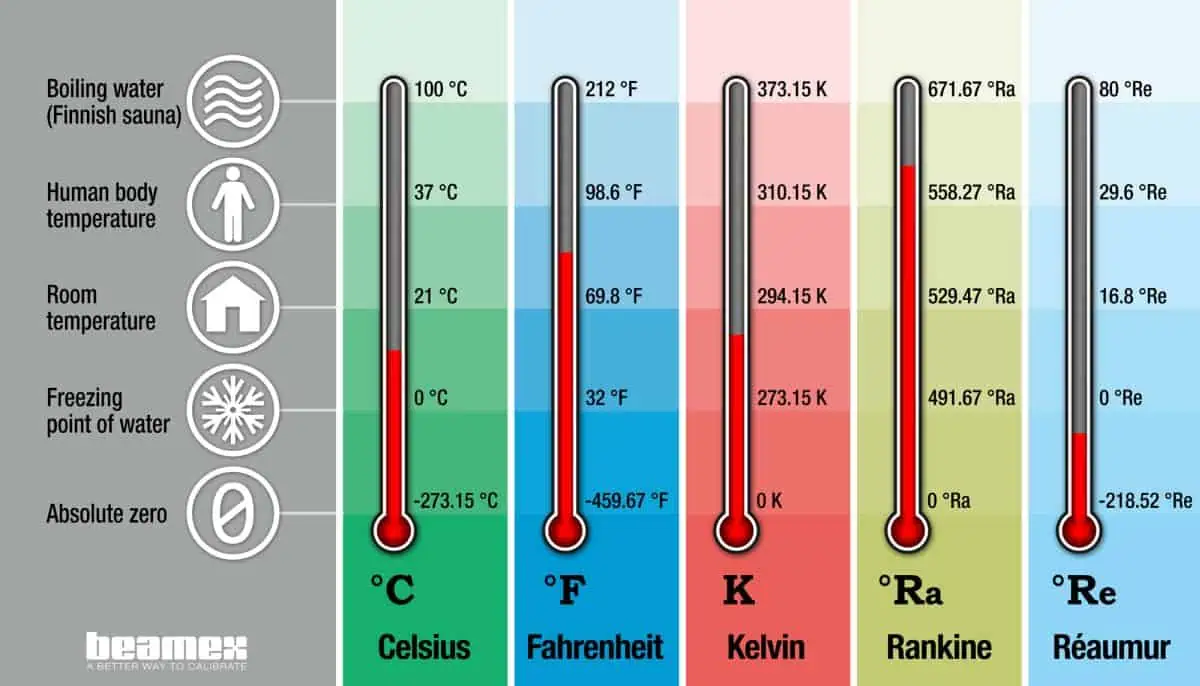 Boiling water
(Finnish sauna)
100 °C
212 °F
373.15 K
671.67 °Ra
80 °Re
Human body
temperature
37 °C
98.6 °F
310.15 K
558.27 °Ra
29.6 °Re
Room
temperature
21 °C
69.8 °F
294.15 K
529.47 °Ra
16.8 °Re
Freezing
point of water
0 °C
32 °F
273.15 K
491.67 °Ra
0 °Re
Absolute zero
0
-273.15 °C
-459.67 °F
0 K
0 °Ra
-218.52 °Re
°C
°F
K
°Ra
°Re
Celsius
Fahrenheit
Kelvin
Rankine
Réaumur
beamex
A BETTER WAY TO CALIBRATE